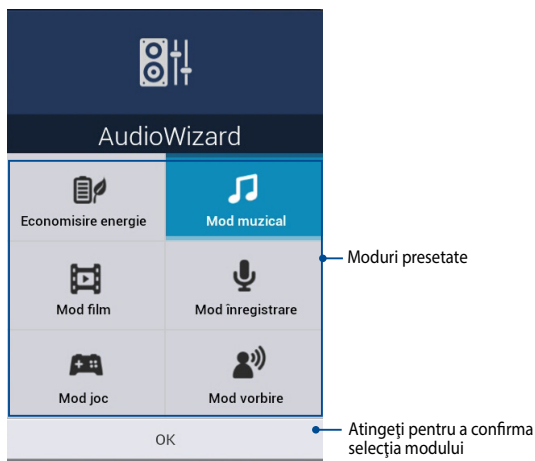 AudioWizard
Economisire energie
Mod muzical
Mod film
Mod înregistrare
Mod joc
Mod vorbire
OK
Moduri presetate
Atingeţi pentru a confirma
selecţia modului